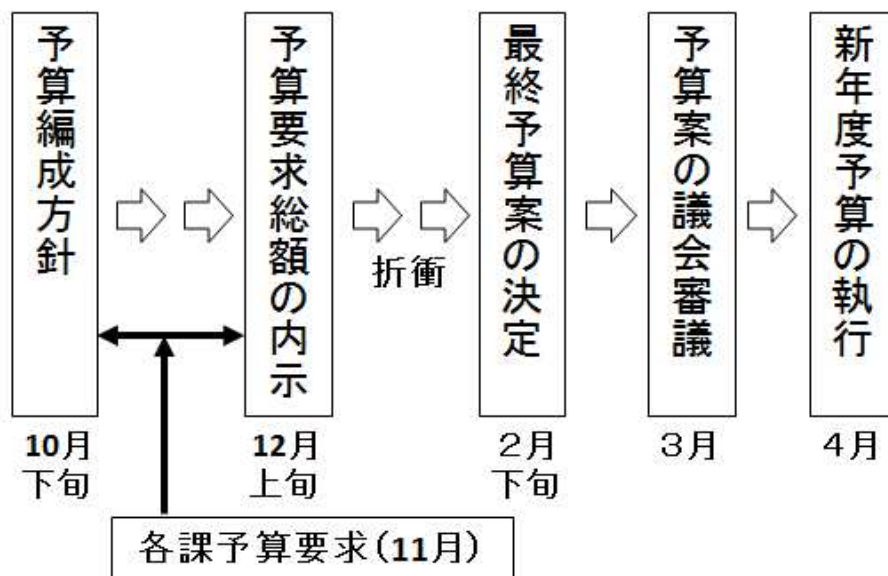 予算編成方針
予算要求総額の内示
最終予算案の決定
予算案の議会審議
新年度予算の執行
折衝
10月
下旬
12月
上旬
2月
下旬
3月
4月
各課予算要求(11月)